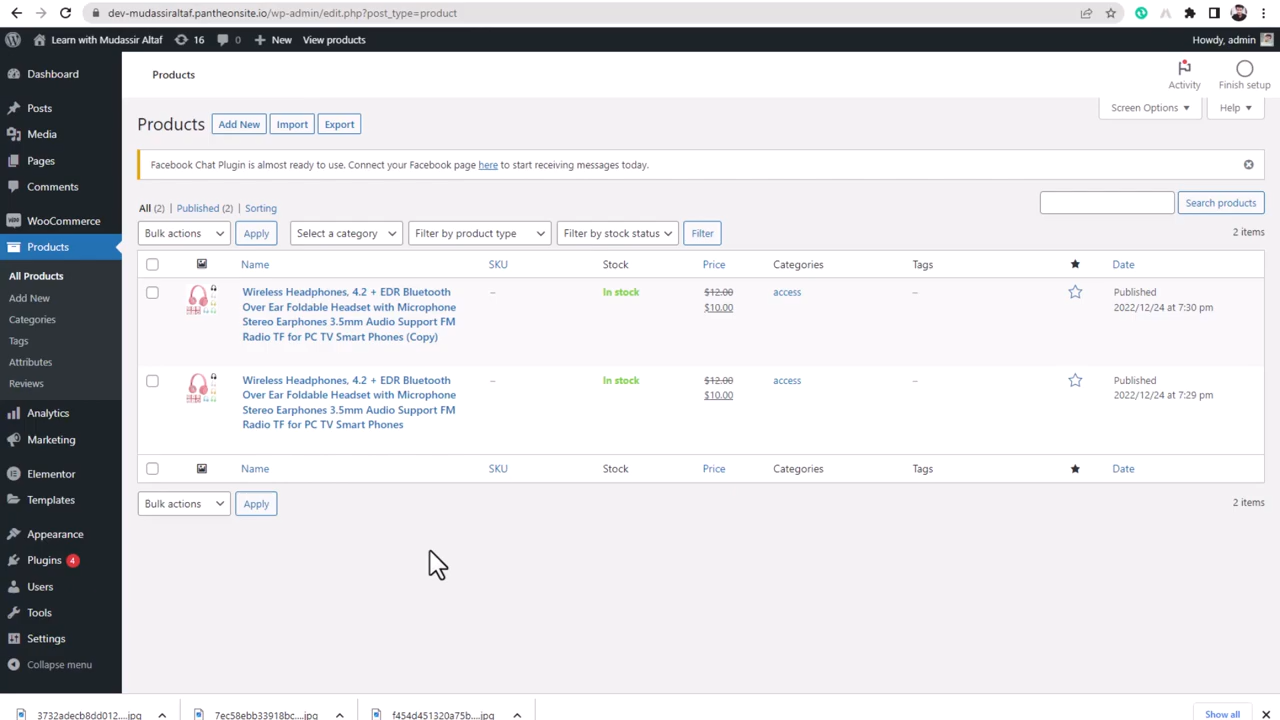 dev-mudassiraltaf.pantheonsite.io/wp-admin/edit.php?post_type=product
Learn with Mudassir Altaf 16 0 New View products Howdy, admin
Dashboard
Posts
Media
Pages
Comments
WooCommerce
Products
All Products
Add New
Categories
Tags
Attributes
Reviews
Analytics
Marketing
Elementor
Templates
Appearance
Plugins 4
Users
Tools
Settings
Collapse menu
Products
Activity Finish setup
Screen Options Help
Products Add New Import Export
Facebook Chat Plugin is almost ready to use. Connect your Facebook page here to start receiving messages today.
All (2) | Published (2) | Sorting
Search products
Bulk actions Apply Select a category Filter by product type Filter by stock status Filter
2 items
Name SKU Stock Price Categories Tags Date
Wireless Headphones, 4.2 + EDR Bluetooth – In stock $12.00 access – Published
Over Ear Foldable Headset with Microphone $10.00 2022/12/24 at 7:30 pm
Stereo Earphones 3.5mm Audio Support FM
Radio TF for PC TV Smart Phones (Copy)
Wireless Headphones, 4.2 + EDR Bluetooth – In stock $12.00 access – Published
Over Ear Foldable Headset with Microphone $10.00 2022/12/24 at 7:29 pm
Stereo Earphones 3.5mm Audio Support FM
Radio TF for PC TV Smart Phones
Name SKU Stock Price Categories Tags Date
Bulk actions Apply
2 items
3732adecb8dd012....jpg 7ec58ebb33918bc....jpg f454d451320a75b....jpg Show all